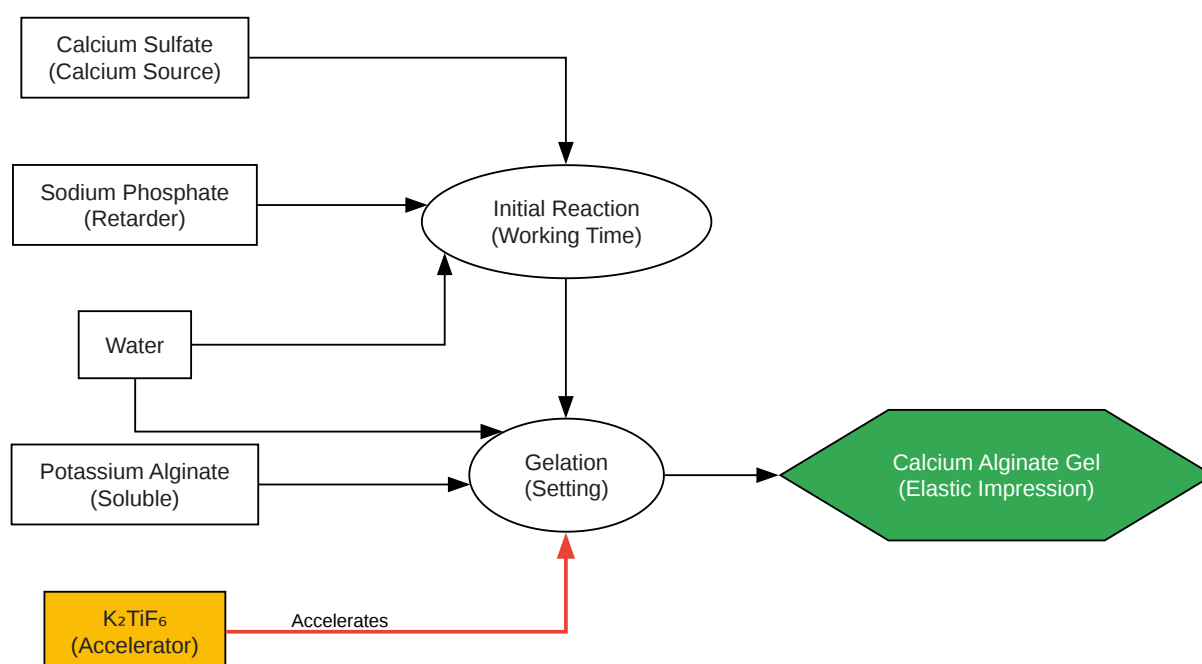 Calcium Sulfate
(Calcium Source)
Sodium Phosphate
(Retarder)
Initial Reaction
(Working Time)
Water
Potassium Alginate
(Soluble)
Gelation
(Setting)
Calcium Alginate Gel
(Elastic Impression)
K₂TiF₆
(Accelerator)
Accelerates